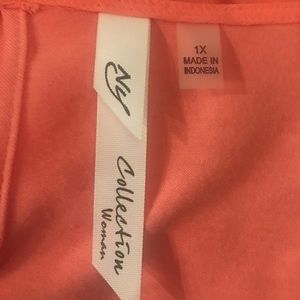 NY
Collection
Woman
1X
MADE IN
INDONESIA